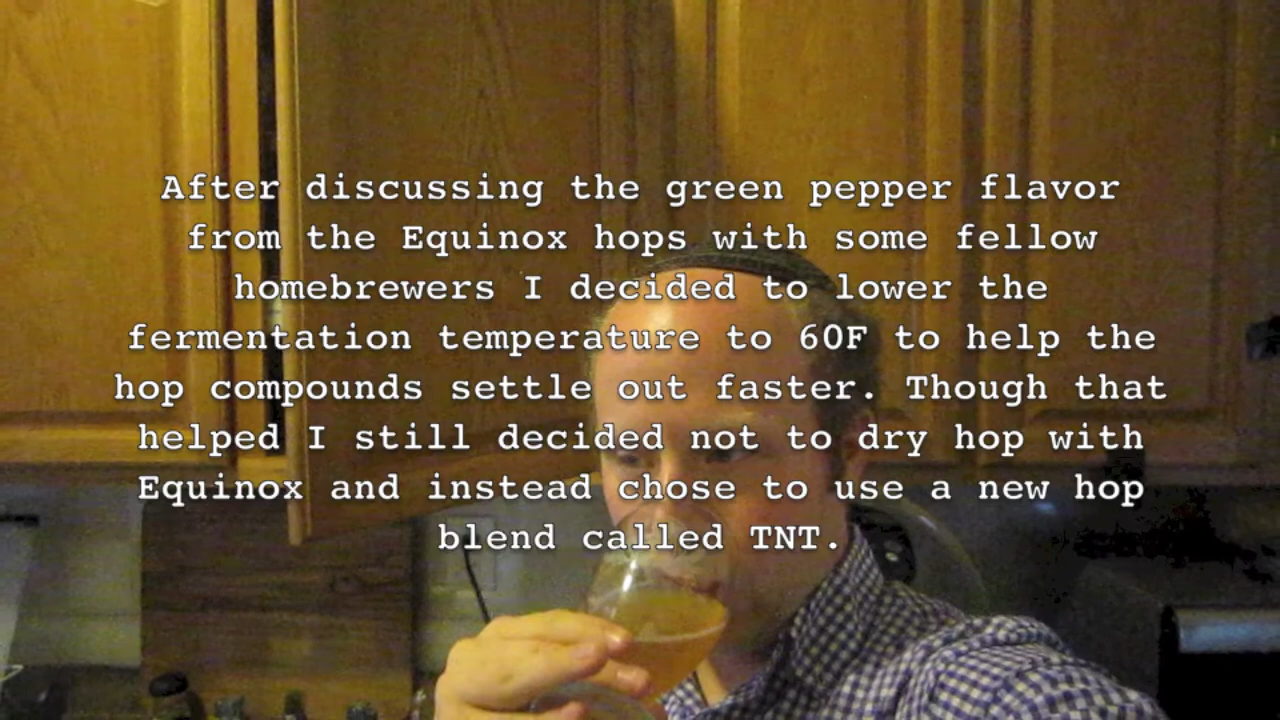 After discussing the green pepper flavor
from the Equinox hops with some fellow
homebrewers I decided to lower the
fermentation temperature to 60F to help the
hop compounds settle out faster. Though that
helped I still decided not to dry hop with
Equinox and instead chose to use a new hop
blend called TNT.